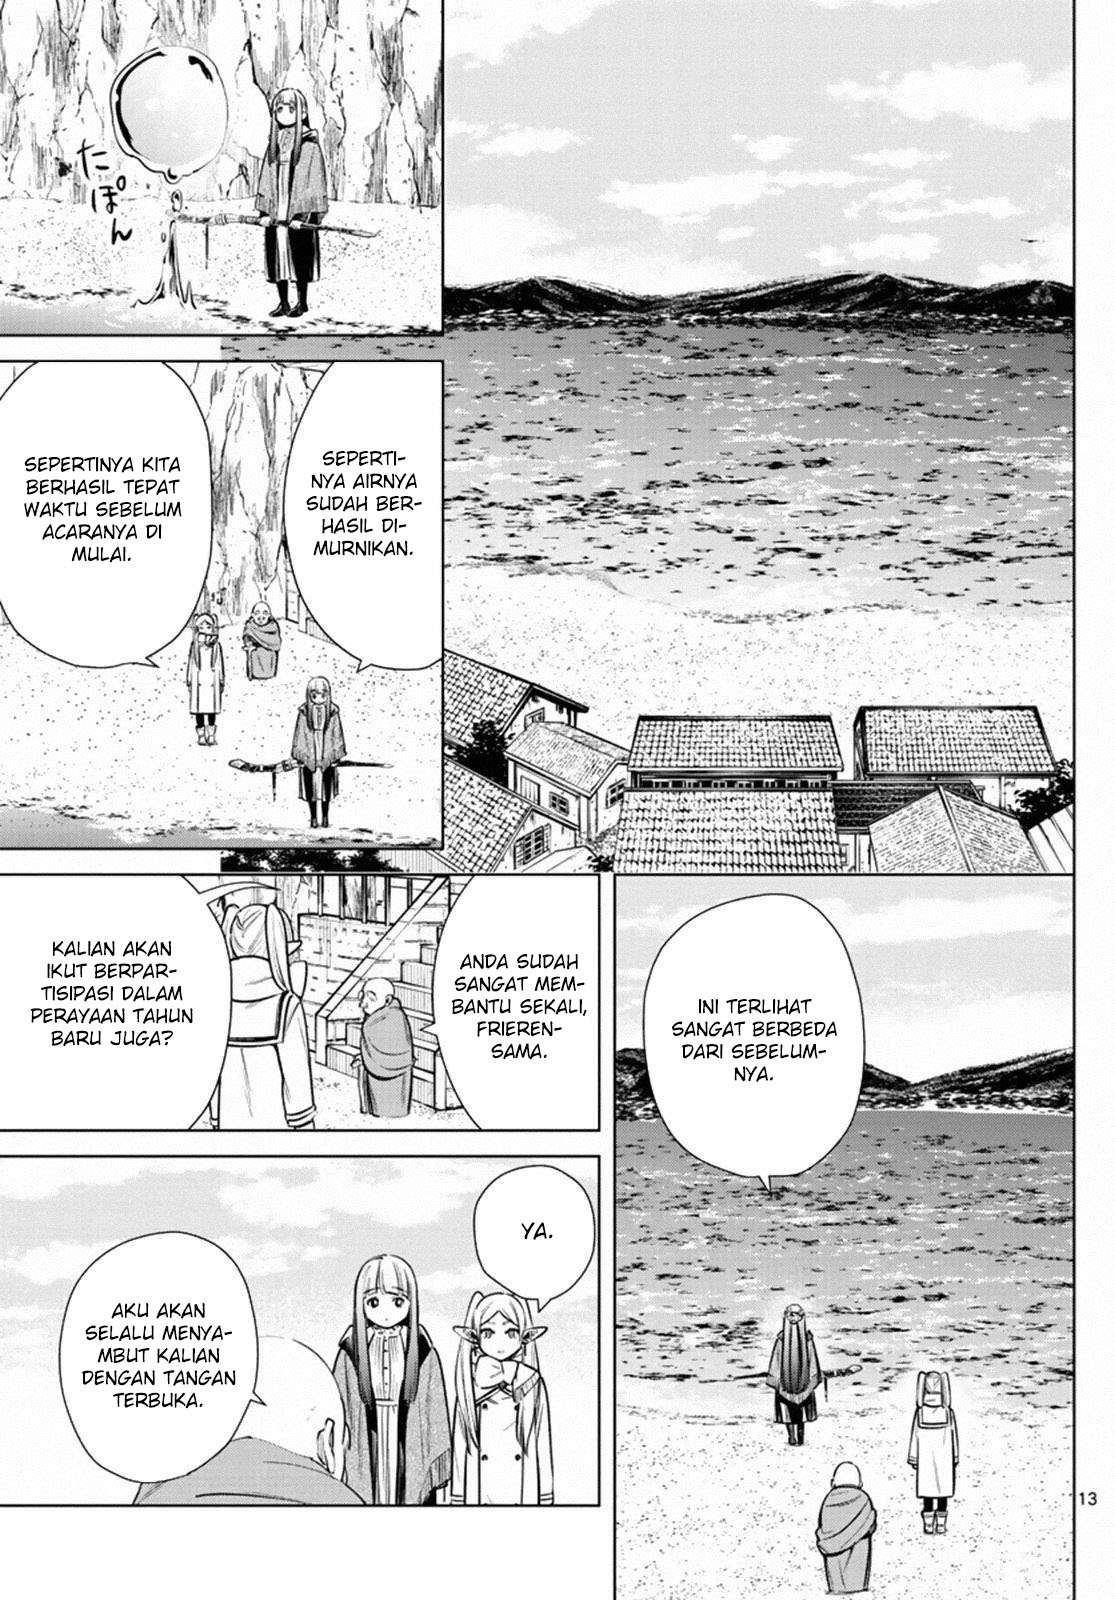 たぽん
SEPERTI-
NYA AIRNYA
SUDAH BER-
HASIL DI-
MURNIKAN.
SEPERTINYA KITA
BERHASIL TEPAT
WAKTU SEBELUM
ACARANYA DI
MULAI.
INI TERLIHAT
SANGAT BERBEDA
DARI SEBELUM-
NYA.
ANDA SUDAH
SANGAT MEM-
BANTU SEKALI,
FRIEREN-
SAMA.
KALIAN AKAN
IKUT BERPAR-
TISIPASI DALAM
PERAYAAN TAHUN
BARU JUGA?
YA.
AKU AKAN
SELALU MENYA-
MBUT KALIAN
DENGAN TANGAN
TERBUKA.
13